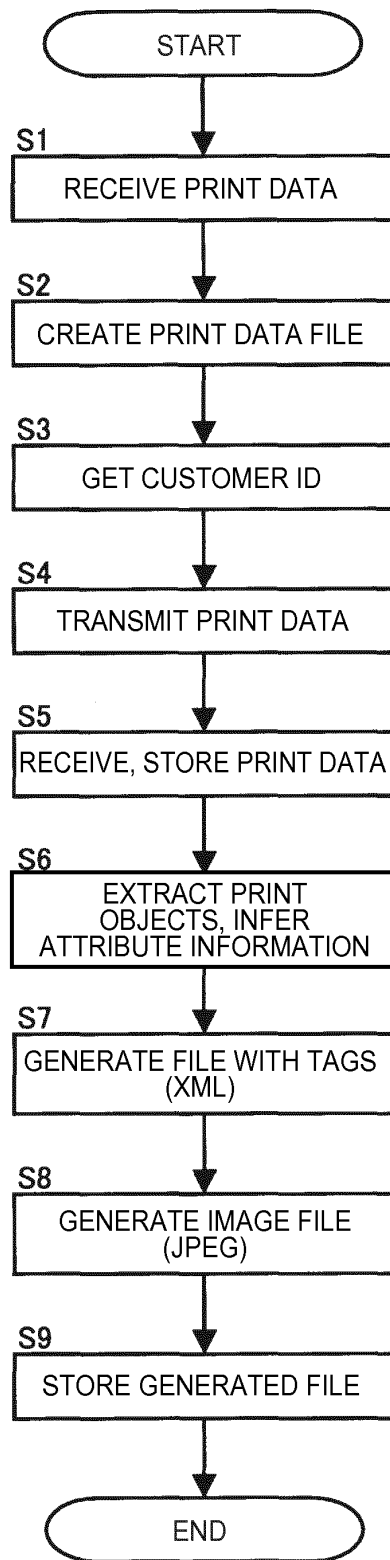 START
S1
RECEIVE PRINT DATA
S2
CREATE PRINT DATA FILE
S3
GET CUSTOMER ID
S4
TRANSMIT PRINT DATA
S5
RECEIVE, STORE PRINT DATA
S6
EXTRACT PRINT
OBJECTS, INFER
ATTRIBUTE INFORMATION
S7
GENERATE FILE WITH TAGS
(XML)
S8
GENERATE IMAGE FILE
(JPEG)
S9
STORE GENERATED FILE
END